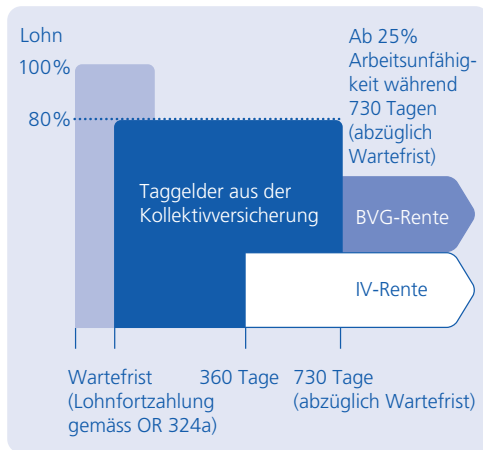 Lohn
100%
80%
Ab 25%
Arbeitsunfähig-
keit während
730 Tagen
(abzüglich
Wartefrist)
Taggelder aus der
Kollektivversicherung
BVG-Rente
IV-Rente
Wartefrist
(Lohnfortzahlung
gemäss OR 324a)
360 Tage
730 Tage
(abzüglich Wartefrist)